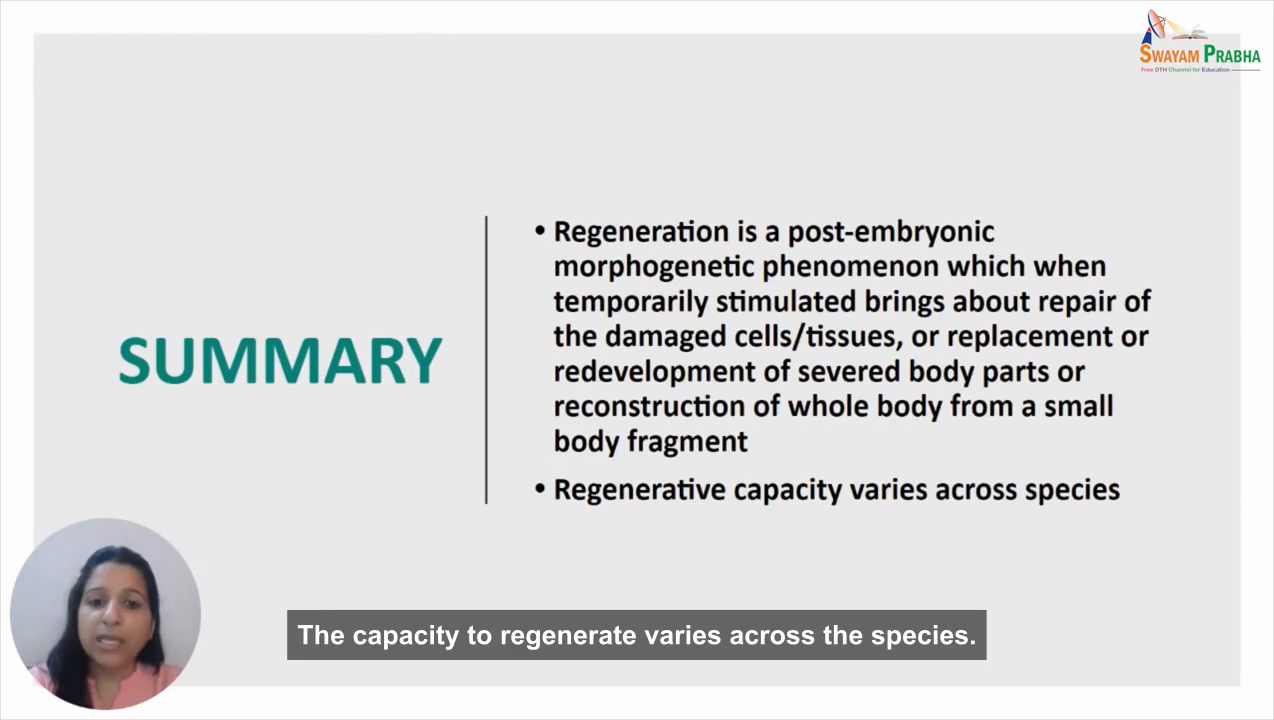 SWAYAM PRABHA
Free DTH Channel for Education
• Regeneration is a post-embryonic
morphogenetic phenomenon which when
temporarily stimulated brings about repair of
the damaged cells/tissues, or replacement or
redevelopment of severed body parts or
reconstruction of whole body from a small
body fragment
• Regenerative capacity varies across species
SUMMARY
The capacity to regenerate varies across the species.